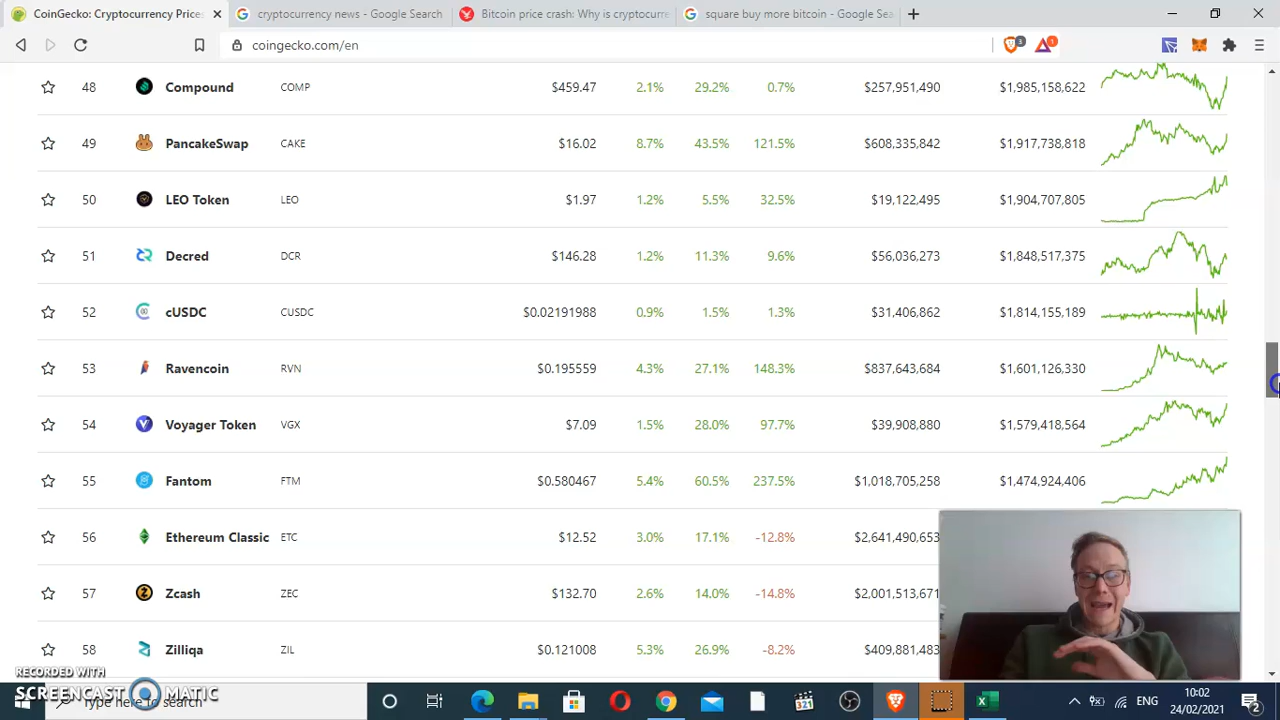 CoinGecko: Cryptocurrency Price
cryptocurrency news - Google Search
Bitcoin price crash: Why is cryptocurre
square buy more bitcoin - Google Sea
coingecko.com/en
3
1
48 Compound COMP $459.47 2.1% 29.2% 0.7% $257,951,490 $1,985,158,622
49 PancakeSwap CAKE $16.02 8.7% 43.5% 121.5% $608,335,842 $1,917,738,818
50 LEO Token LEO $1.97 1.2% 5.5% 32.5% $19,122,495 $1,904,707,805
51 Decred DCR $146.28 1.2% 11.3% 9.6% $56,036,273 $1,848,517,375
52 cUSDC CUSDC $0.02191988 0.9% 1.5% 1.3% $31,406,862 $1,814,155,189
53 Ravencoin RVN $0.195559 4.3% 27.1% 148.3% $837,643,684 $1,601,126,330
54 Voyager Token VGX $7.09 1.5% 28.0% 97.7% $39,908,880 $1,579,418,564
55 Fantom FTM $0.580467 5.4% 60.5% 237.5% $1,018,705,258 $1,474,924,406
56 Ethereum Classic ETC $12.52 3.0% 17.1% -12.8% $2,641,490,653
57 Zcash ZEC $132.70 2.6% 14.0% -14.8% $2,001,513,671
58 Zilliqa ZIL $0.121008 5.3% 26.9% -8.2% $409,881,483
RECORDED WITH
SCREENCAST MATIC
Type here to search
321
ENG
10:02
24/02/2021
2